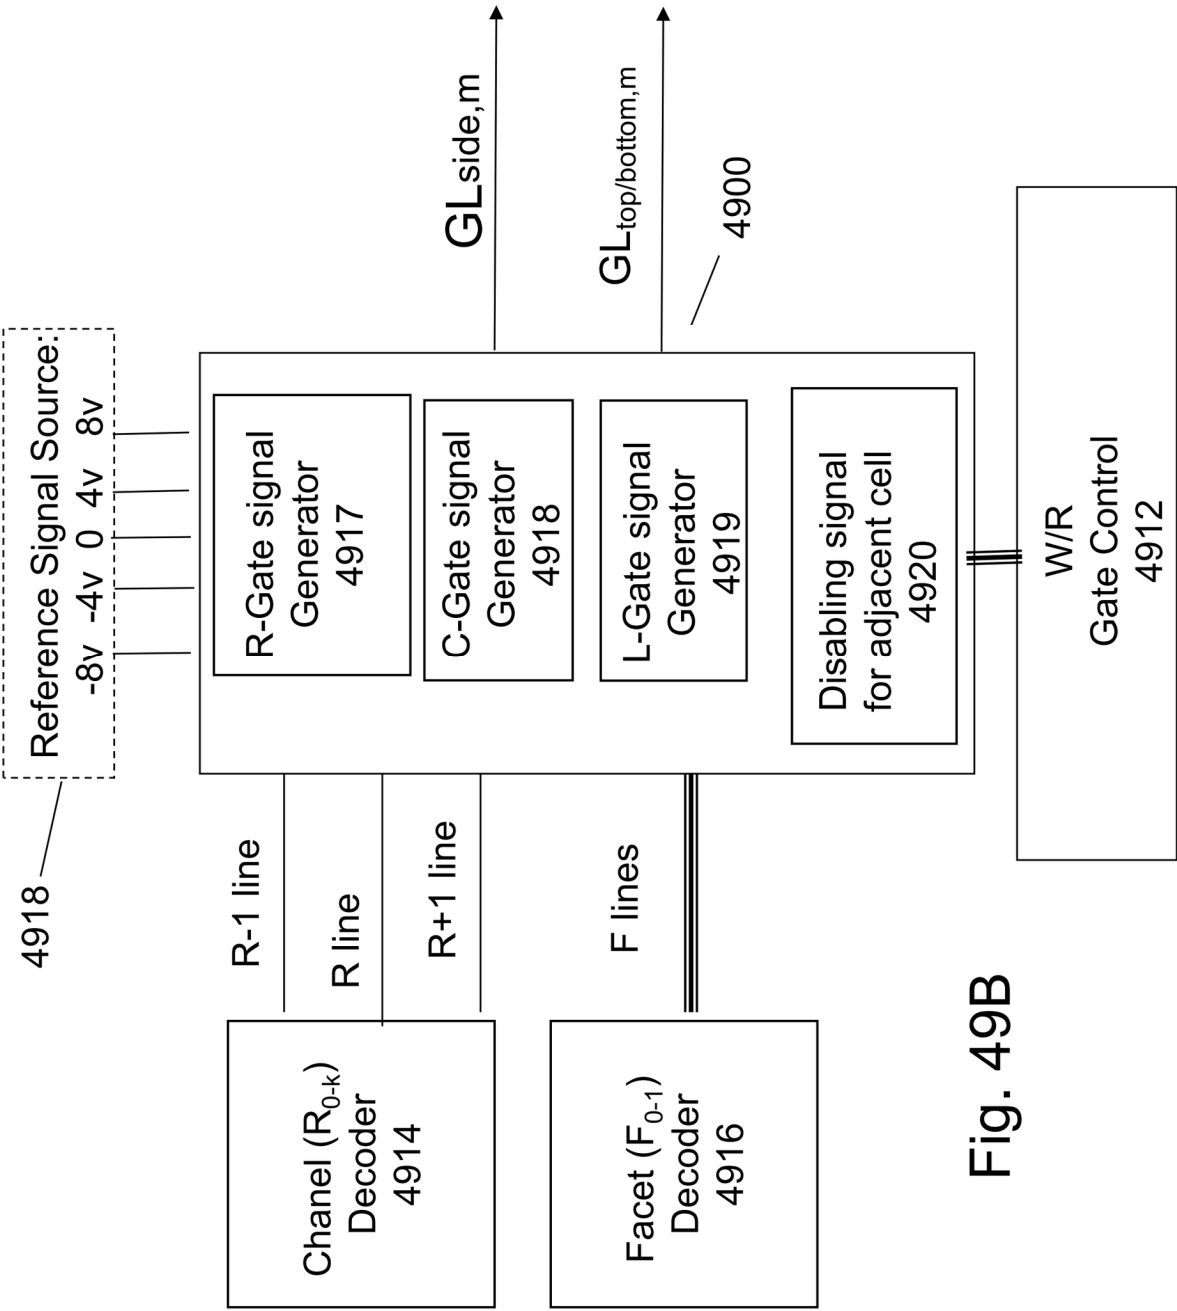 4918
Reference Signal Source:
-8v -4v 0 4v 8v
R-1 line
R line
R+1 line
F lines
Chanel (R0-k)
Decoder
4914
Facet (F0-1)
Decoder
4916
R-Gate signal
Generator
4917
C-Gate signal
Generator
4918
L-Gate signal
Generator
4919
Disabling signal
for adjacent cell
4920
GLside,m
GLtop/bottom,m
4900
W/R
Gate Control
4912
Fig. 49B